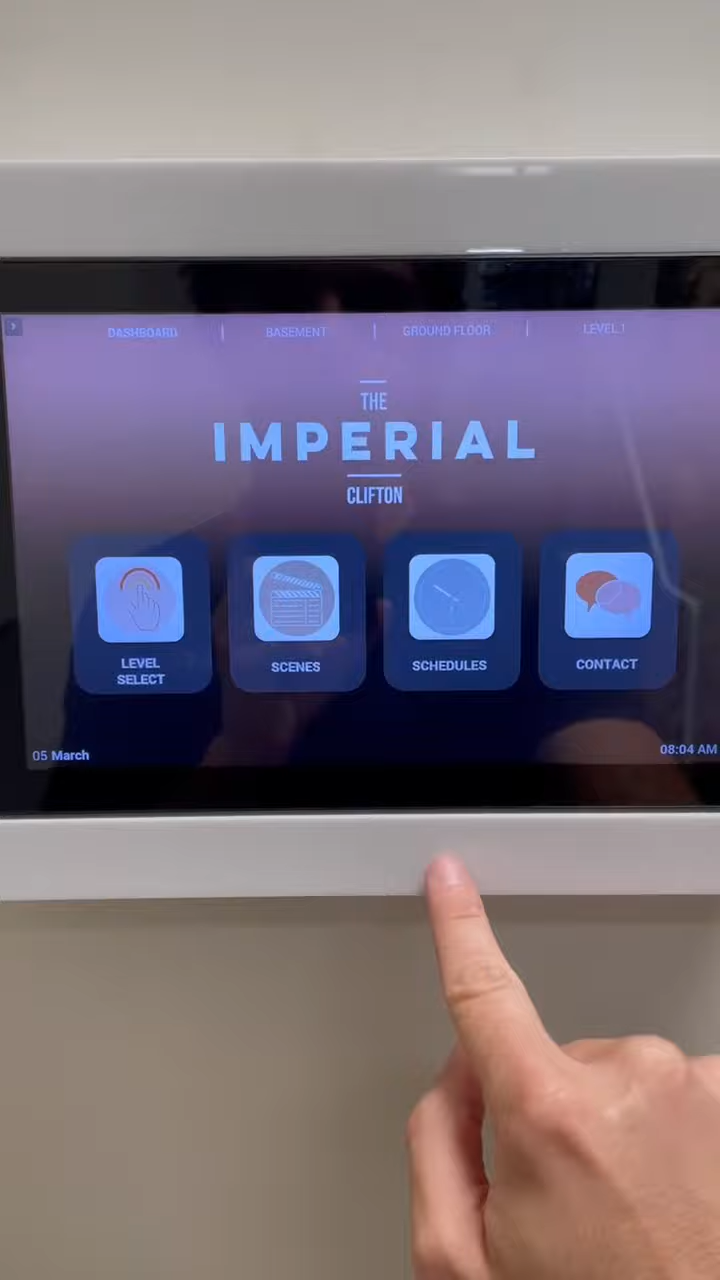 DASHBOARD | BASEMENT | GROUND FLOOR | LEVEL 1
THE
IMPERIAL
CLIFTON
LEVEL
SELECT
SCENES
SCHEDULES
CONTACT
05 March
08:04 AM